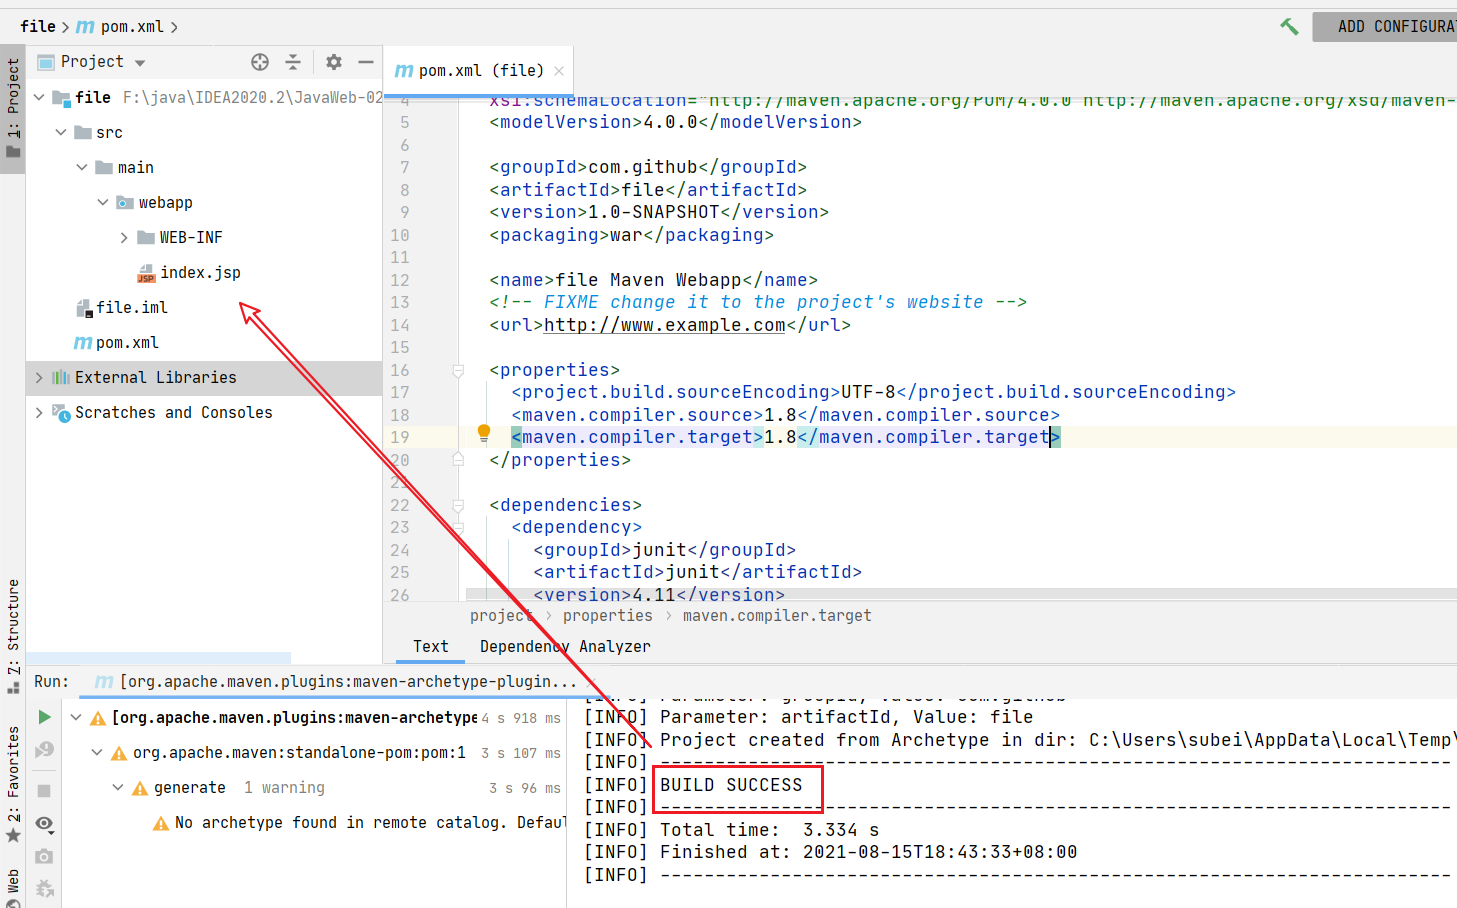 file > m pom.xml >
ADD CONFIGURA
1: Project
Project
m pom.xml (file) ×
file F:\java\IDEA2020.2\JavaWeb-02
src
main
webapp
WEB-INF
index.jsp
file.iml
m pom.xml
External Libraries
Scratches and Consoles
4 xsi:schemaLocation="http://maven.apache.org/POM/4.0.0 http://maven.apache.org/xsd/maven-
5 <modelVersion>4.0.0</modelVersion>
6
7 <groupId>com.github</groupId>
8 <artifactId>file</artifactId>
9 <version>1.0-SNAPSHOT</version>
10 <packaging>war</packaging>
11
12 <name>file Maven Webapp</name>
13 <!-- FIXME change it to the project's website -->
14 <url>http://www.example.com</url>
15
16 <properties>
17 <project.build.sourceEncoding>UTF-8</project.build.sourceEncoding>
18 <maven.compiler.source>1.8</maven.compiler.source>
19 <maven.compiler.target>1.8</maven.compiler.target>
20 </properties>
21
22 <dependencies>
23 <dependency>
24 <groupId>junit</groupId>
25 <artifactId>junit</artifactId>
26 <version>4.11</version>
project > properties > maven.compiler.target
Text Dependency Analyzer
7: Structure
2: Favorites
Web
Run: m [org.apache.maven.plugins:maven-archetype-plugin... ×
[org.apache.maven.plugins:maven-archetype 4 s 918 ms
org.apache.maven:standalone-pom:pom:1 3 s 107 ms
generate 1 warning 3 s 96 ms
No archetype found in remote catalog. Defau
[INFO] Parameter: groupId, Value: com.github
[INFO] Parameter: artifactId, Value: file
[INFO] Project created from Archetype in dir: C:\Users\subei\AppData\Local\Temp\
[INFO] ------------------------------------------------------------------------
[INFO] BUILD SUCCESS
[INFO] ------------------------------------------------------------------------
[INFO] Total time: 3.334 s
[INFO] Finished at: 2021-08-15T18:43:33+08:00
[INFO] ------------------------------------------------------------------------